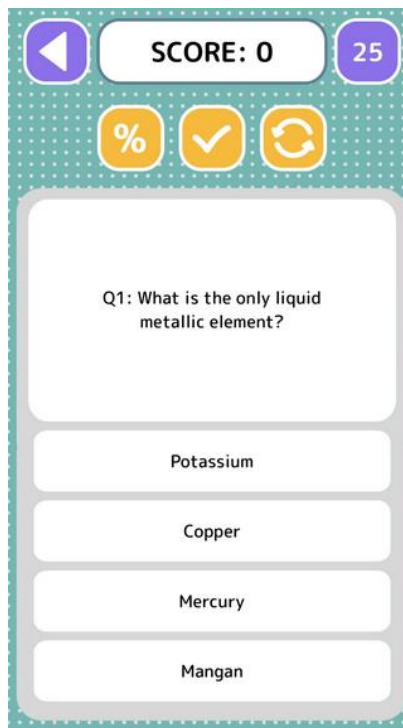 SCORE: 0
25
%
Q1: What is the only liquid
metallic element?
Potassium
Copper
Mercury
Mangan